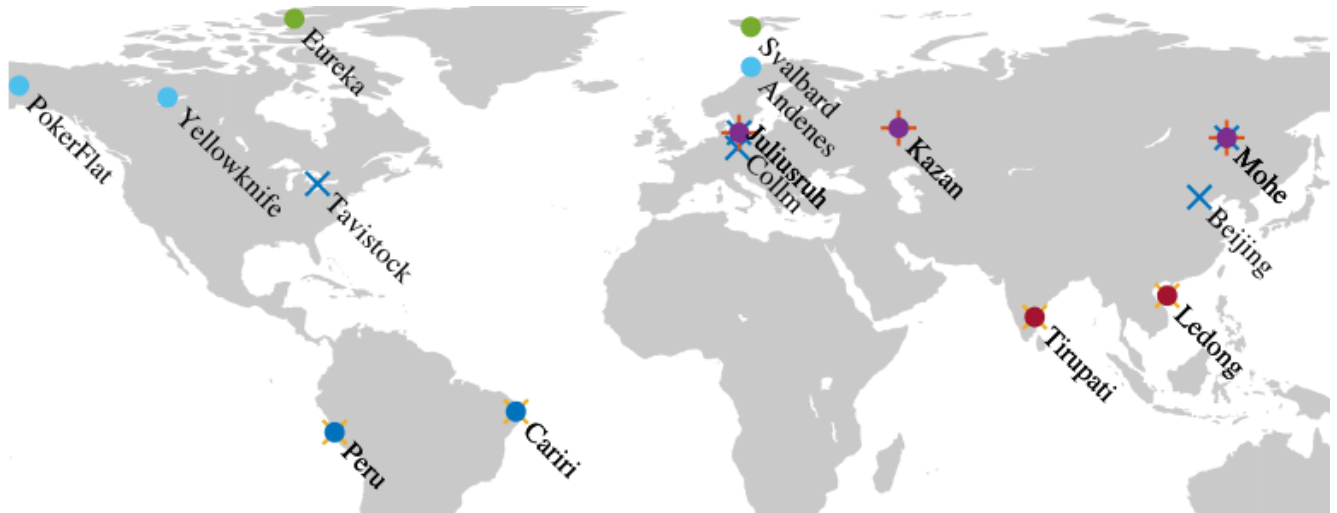 Eureka
Svalbard
Andenes
PokerFlat
Yellowknife
Tavistock
Juliusruh
Collm
Kazan
Mohe
Beijing
Ledong
Tirupati
Cariri
Peru